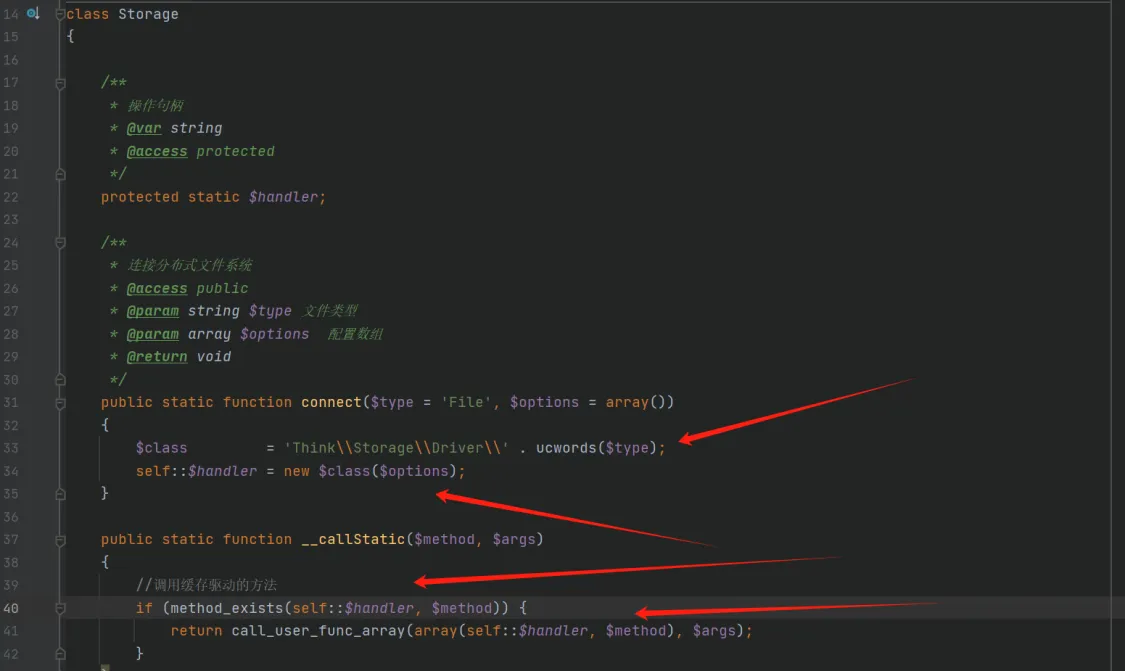 14 class Storage
15 {
16
17 /**
18 * 操作句柄
19 * @var string
20 * @access protected
21 */
22 protected static $handler;
23
24 /**
25 * 连接分布式文件系统
26 * @access public
27 * @param string $type 文件类型
28 * @param array $options 配置数组
29 * @return void
30 */
31 public static function connect($type = 'File', $options = array())
32 {
33 $class = 'Think\\Storage\\Driver\\' . ucwords($type);
34 self::$handler = new $class($options);
35 }
36
37 public static function __callStatic($method, $args)
38 {
39 //调用缓存驱动的方法
40 if (method_exists(self::$handler, $method)) {
41 return call_user_func_array(array(self::$handler, $method), $args);
42 }